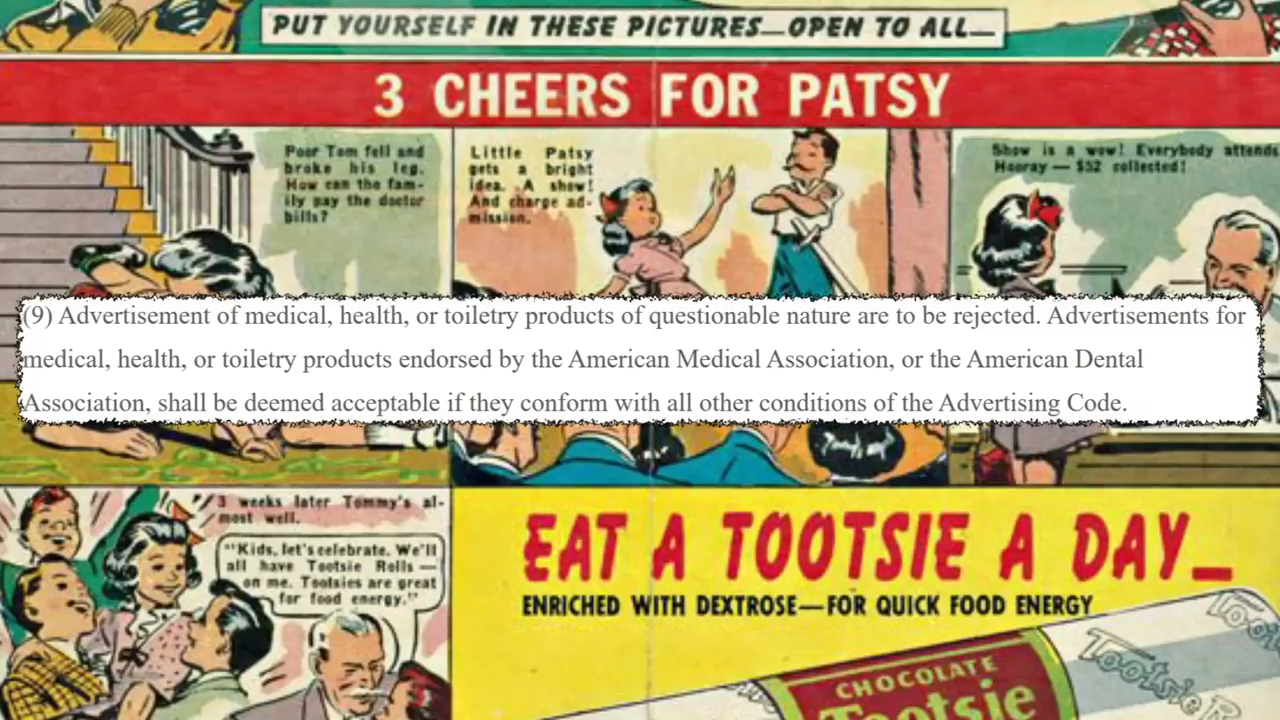 PUT YOURSELF IN THESE PICTURES—OPEN TO ALL—
3 CHEERS FOR PATSY
Poor Tom fell and
broke his leg.
How can the fam-
ily pay the doctor
bills?
Little Patsy
gets a bright
idea. A show!
And charge ad-
mission.
Show is a wow! Everybody attends
Hooray — $52 collected!
(9) Advertisement of medical, health, or toiletry products of questionable nature are to be rejected. Advertisements for
medical, health, or toiletry products endorsed by the American Medical Association, or the American Dental
Association, shall be deemed acceptable if they conform with all other conditions of the Advertising Code.
3 weeks later Tommy's al-
most well.
"Kids, let's celebrate. We'll
all have Tootsie Rolls —
on me. Tootsies are great
for food energy."
EAT A TOOTSIE A DAY_
ENRICHED WITH DEXTROSE—FOR QUICK FOOD ENERGY
CHOCOLATE
Tootsie
Tootsie R